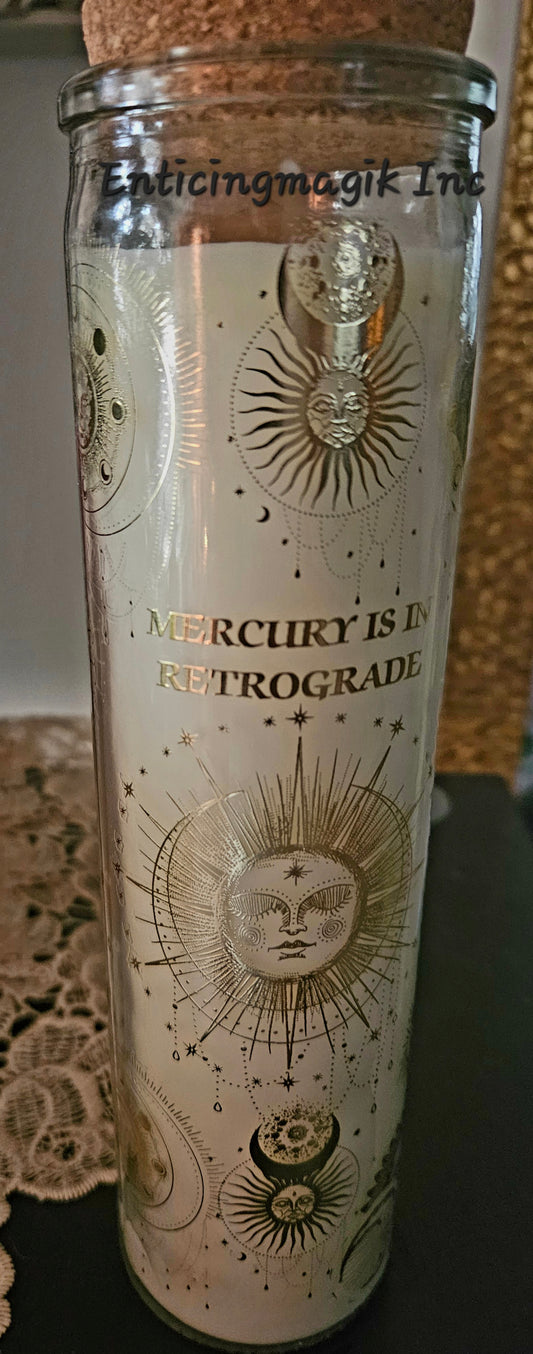 Enticingmagik Inc
MERCURY IS IN
RETROGRADE